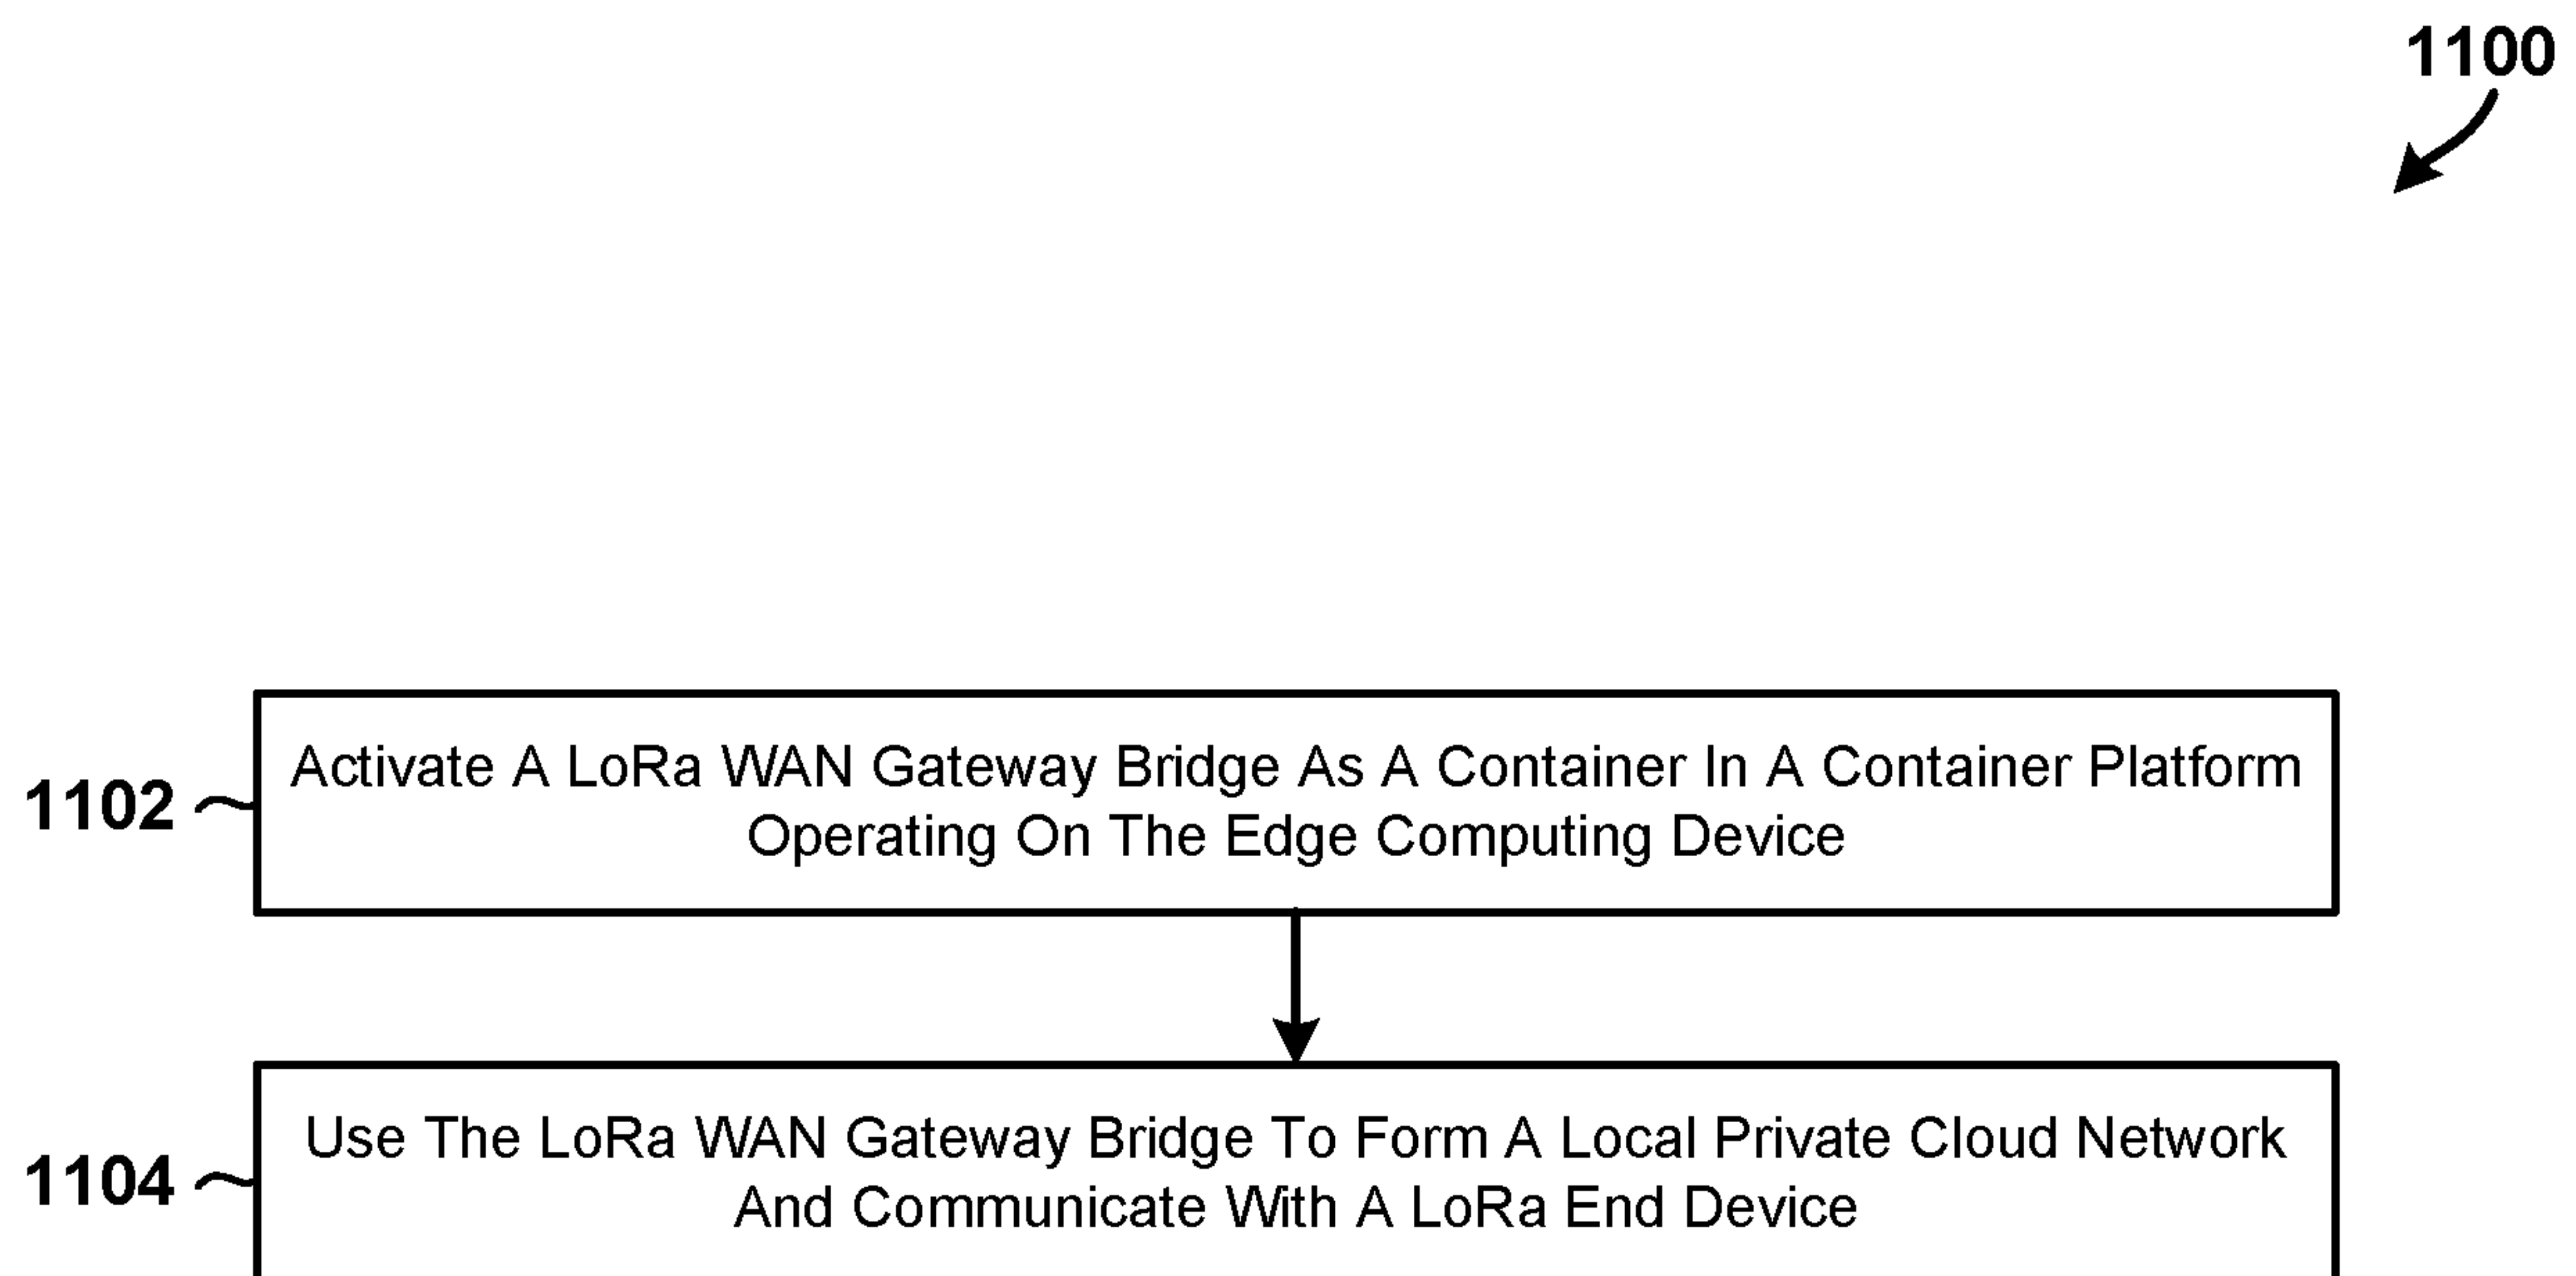 1100
Activate A LoRa WAN Gateway Bridge As A Container In A Container Platform
Operating On The Edge Computing Device
1102
Use The LoRa WAN Gateway Bridge To Form A Local Private Cloud Network
And Communicate With A LoRa End Device
1104